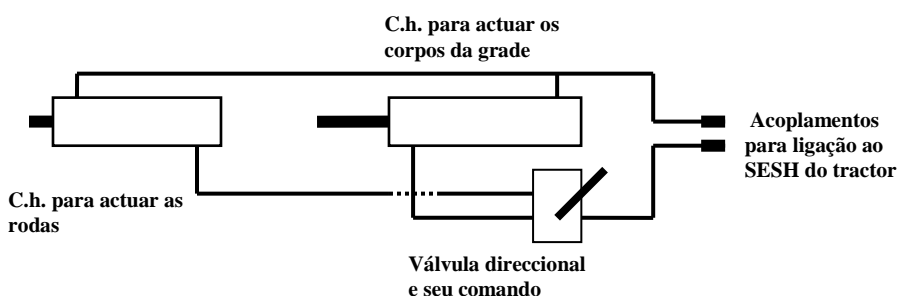 C.h. para actuar os
corpos da grade
Acoplamentos
para ligação ao
SESH do tractor
C.h. para actuar as
rodas
Válvula direccional
e seu comando